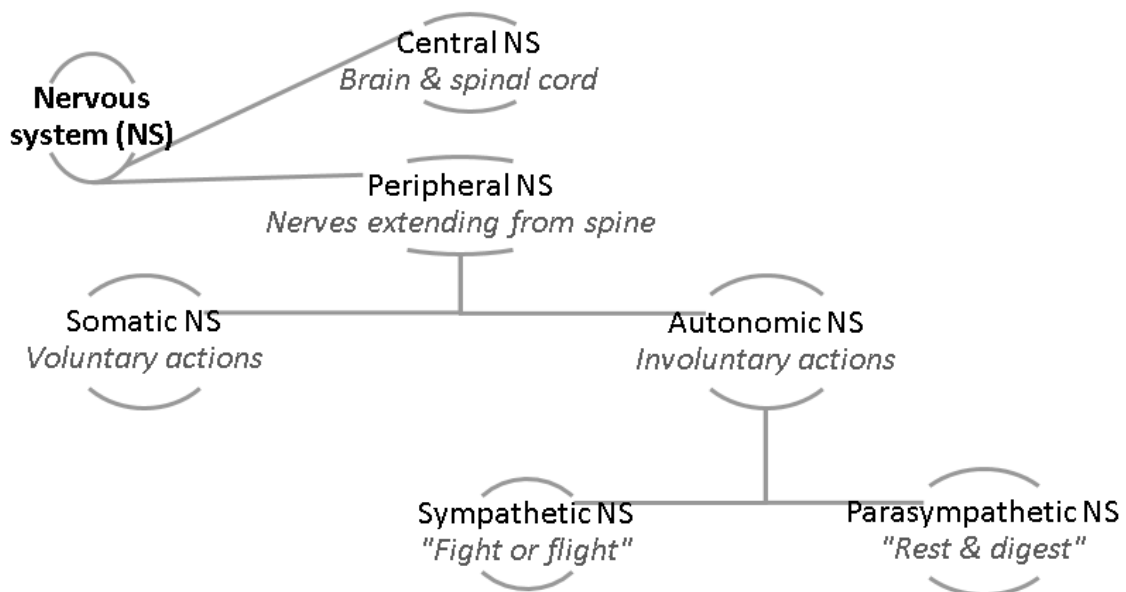 Central NS
Brain & spinal cord
Nervous
system (NS)
Peripheral NS
Nerves extending from spine
Somatic NS
Voluntary actions
Autonomic NS
Involuntary actions
Sympathetic NS
"Fight or flight"
Parasympathetic NS
"Rest & digest"